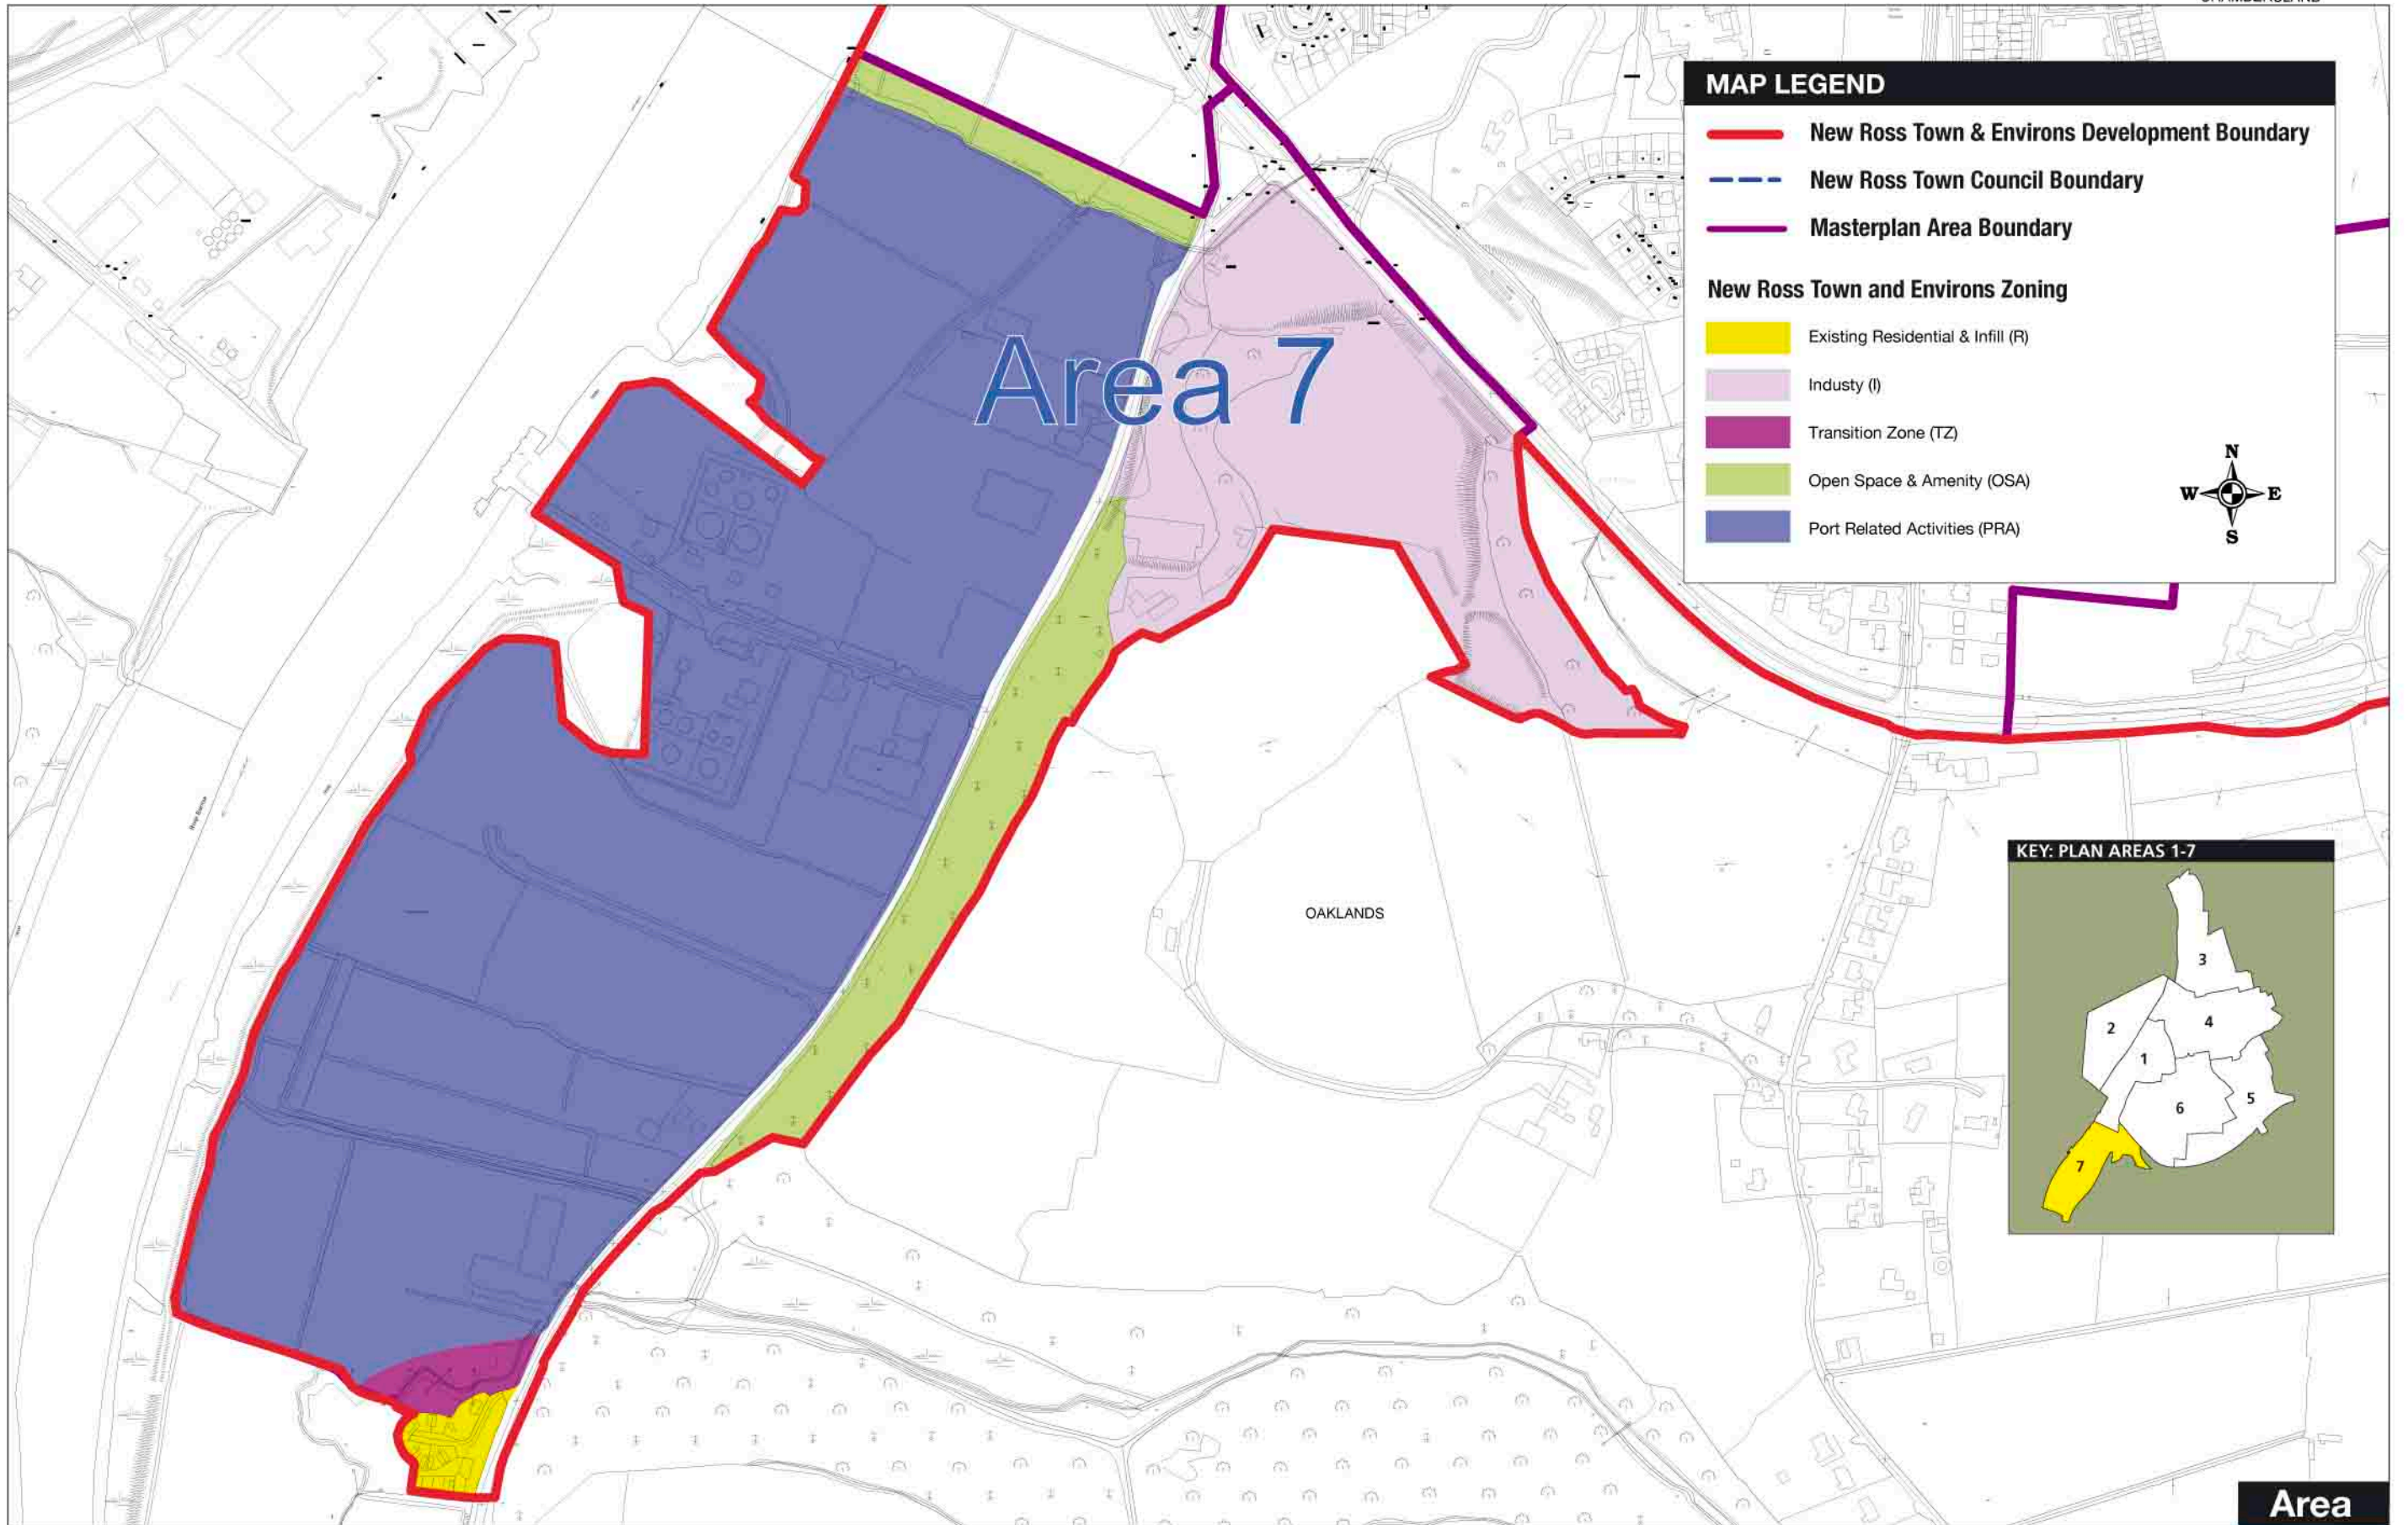 MAP LEGEND
New Ross Town & Environs Development Boundary
New Ross Town Council Boundary
Masterplan Area Boundary
New Ross Town and Environs Zoning
Existing Residential & Infill (R)
Industy (I)
Transition Zone (TZ)
Open Space & Amenity (OSA)
Port Related Activities (PRA)
N
W
E
S
Area 7
OAKLANDS
KEY: PLAN AREAS 1-7
3
2
4
1
5
6
7
Area